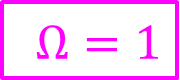 Ω = 1